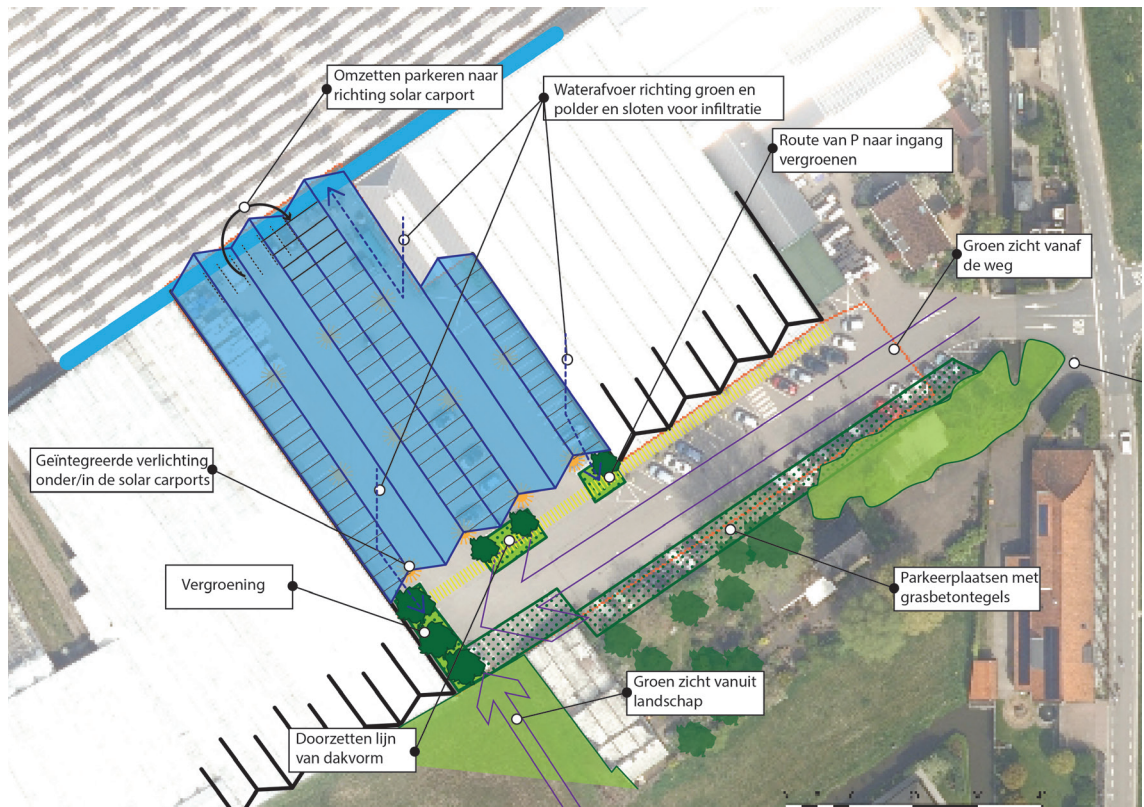 Omzetten parkeren naar
richting solar carport
Waterafvoer richting groen en
polder en sloten voor infiltratie
Route van P naar ingang
vergroenen
Groen zicht vanaf
de weg
Geïntegreerde verlichting
onder/in de solar carports
Vergroening
Parkeerplaatsen met
grasbetontegels
Groen zicht vanuit
landschap
Doorzetten lijn
van dakvorm